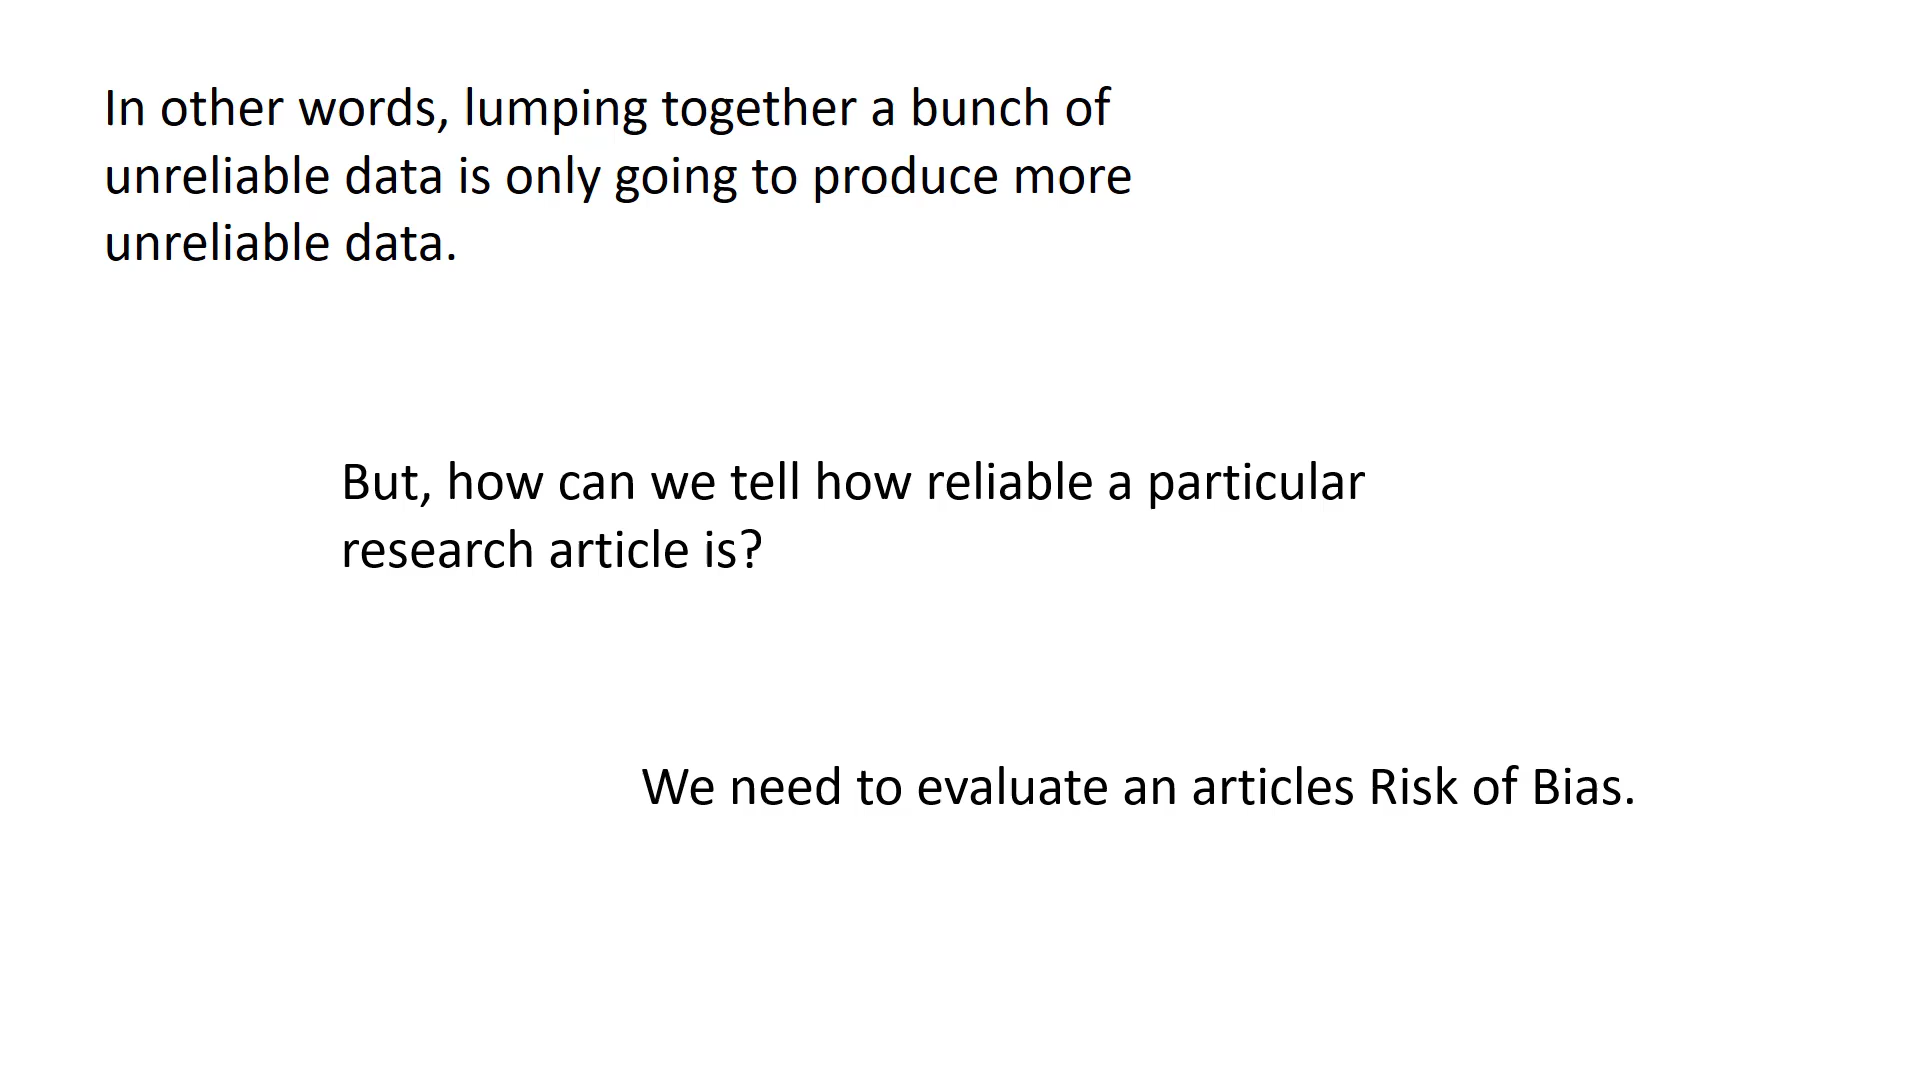 In other words, lumping together a bunch of
unreliable data is only going to produce more
unreliable data.
But, how can we tell how reliable a particular
research article is?
We need to evaluate an articles Risk of Bias.